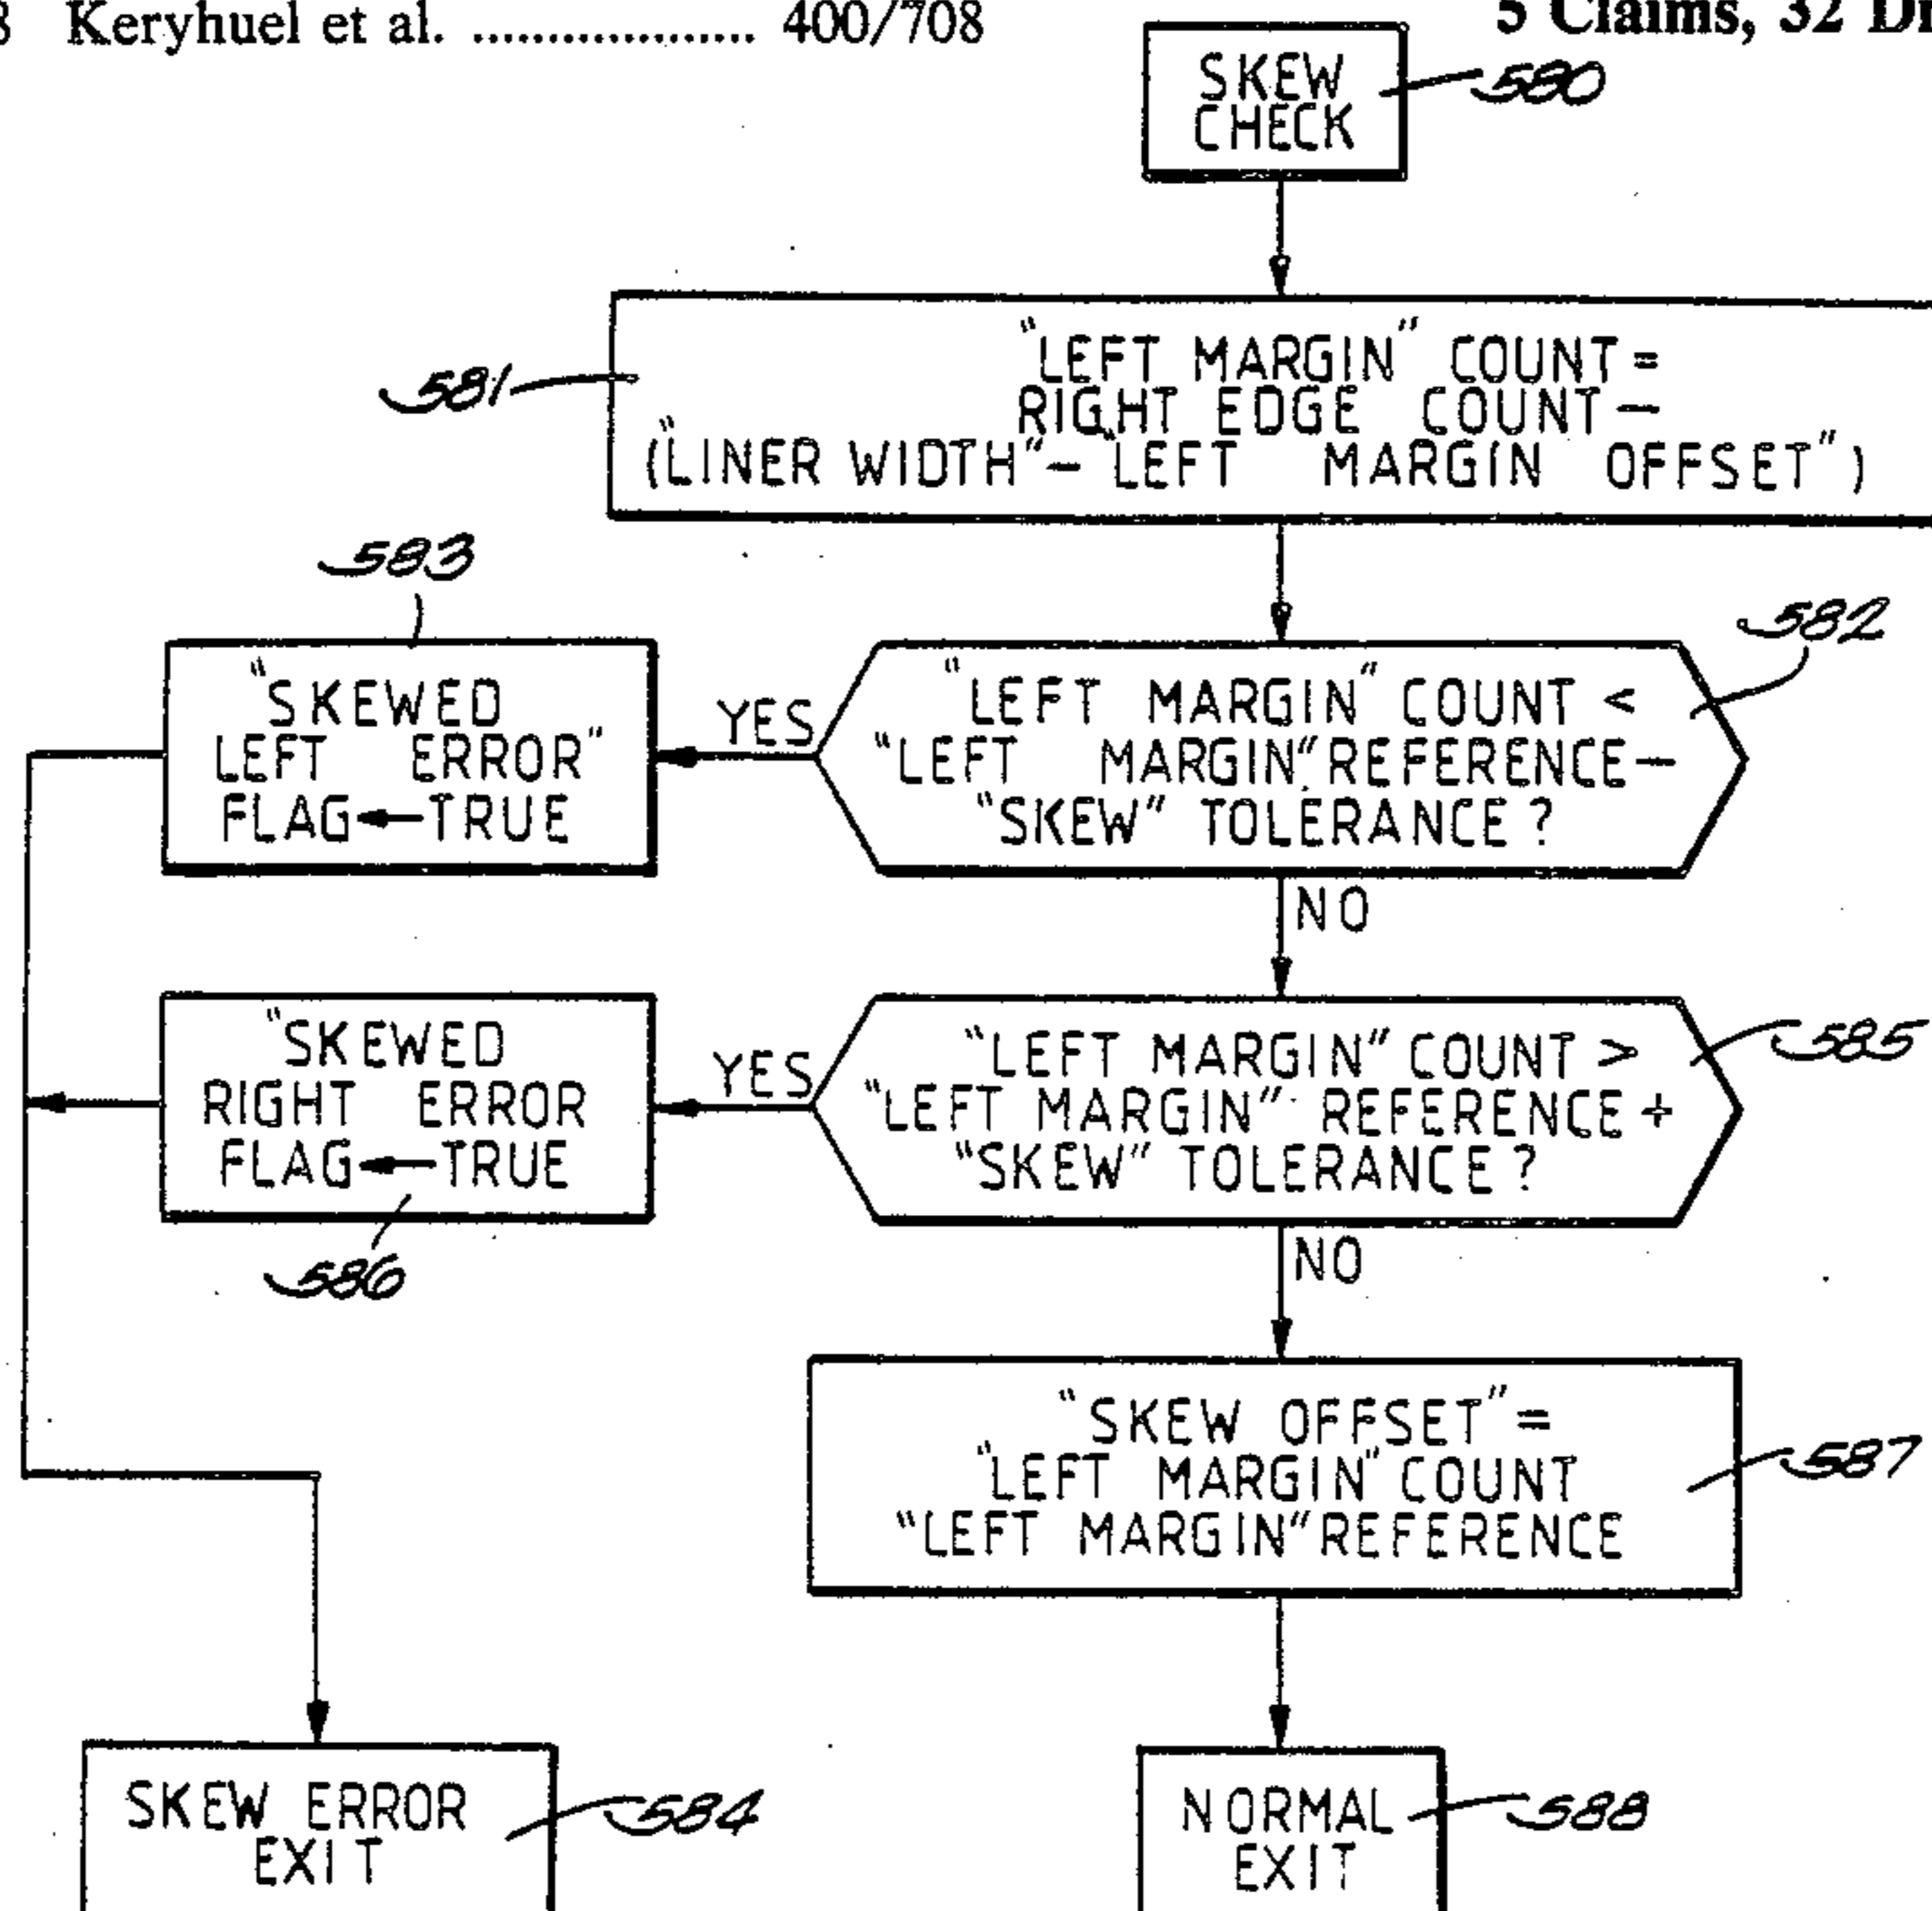 8 Keryhuel et al. ................... 400/708
5 Claims, 32 Dr
SKEW
CHECK
580
"LEFT MARGIN" COUNT=
RIGHT EDGE COUNT—
("LINER WIDTH"—"LEFT MARGIN OFFSET")
581
"LEFT MARGIN" COUNT <
"LEFT MARGIN" REFERENCE—
"SKEW" TOLERANCE?
582
YES
"SKEWED
LEFT ERROR"
FLAG←TRUE
583
NO
"LEFT MARGIN" COUNT >
"LEFT MARGIN" REFERENCE+
"SKEW" TOLERANCE?
585
YES
"SKEWED
RIGHT ERROR
FLAG←TRUE
586
NO
"SKEW OFFSET"=
"LEFT MARGIN" COUNT
"LEFT MARGIN" REFERENCE
587
SKEW ERROR
EXIT
584
NORMAL
EXIT
588